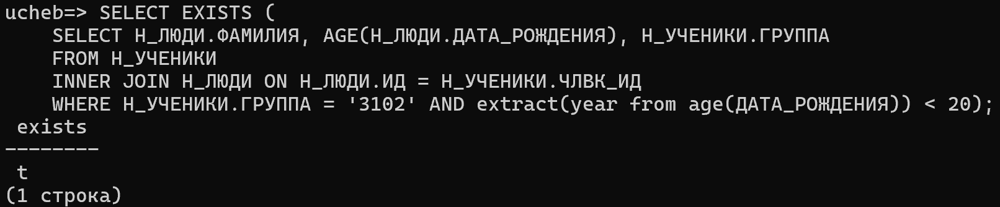 ucheb=> SELECT EXISTS (
    SELECT Н_ЛЮДИ.ФАМИЛИЯ, AGE(Н_ЛЮДИ.ДАТА_РОЖДЕНИЯ), Н_УЧЕНИКИ.ГРУППА
    FROM Н_УЧЕНИКИ
    INNER JOIN Н_ЛЮДИ ON Н_ЛЮДИ.ИД = Н_УЧЕНИКИ.ЧЛВК_ИД
    WHERE Н_УЧЕНИКИ.ГРУППА = '3102' AND extract(year from age(ДАТА_РОЖДЕНИЯ)) < 20);
 exists
--------
 t
(1 строка)